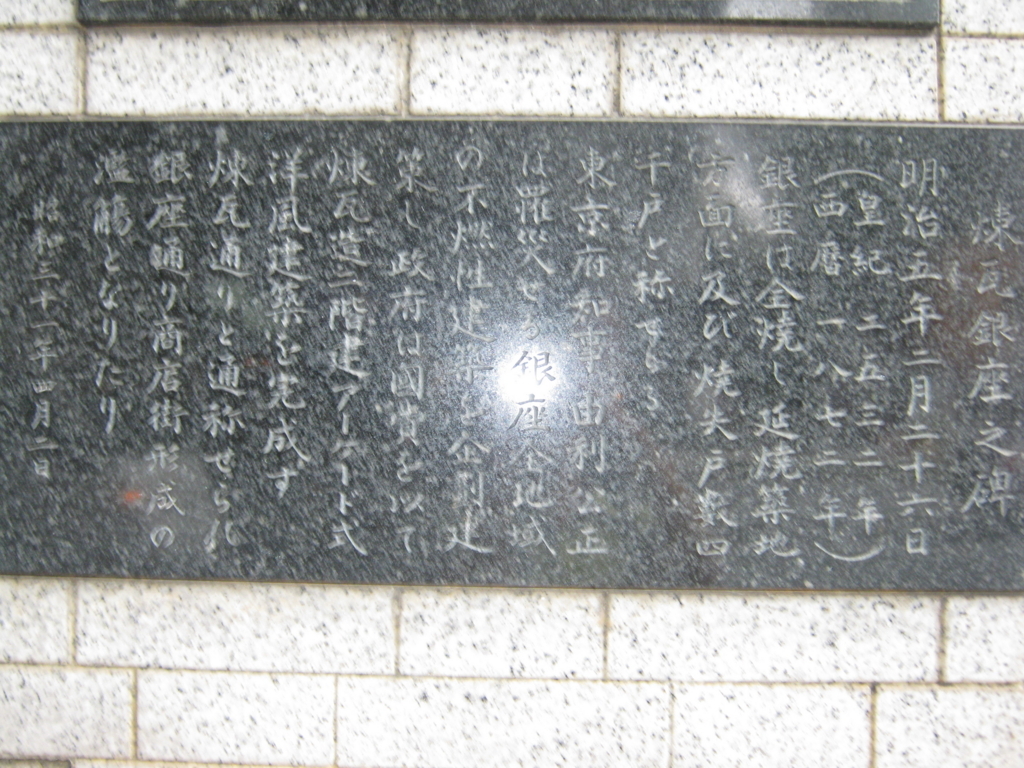 煉瓦銀座之碑
明治五年二月二十六日
(皇紀二五三二年
西暦一八七二年)
銀座は全焼し延焼築地
方面に及び焼失戸數四
千戸と称せらる
東京府知事由利公正
は罹災せる銀座全地域
の不燃性建築を企劃建
策し政府は國費を以て
煉瓦造二階建アーケード式
洋風建築を完成す
煉瓦通りと通称せられ
銀座通り商店街形成の
濫觴となりたり
昭和三十一年四月二日